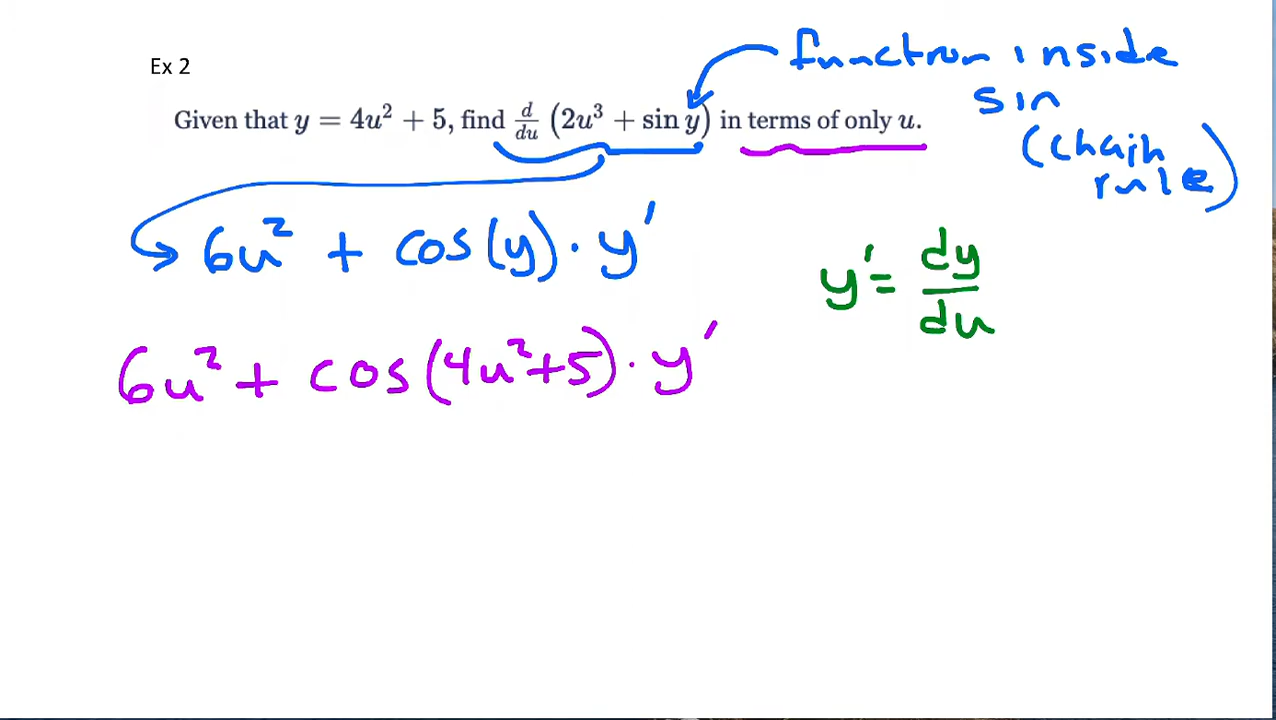 Ex 2
function inside
sin
(chain
rule)
Given that y = 4u² + 5, find d/du (2u³ + sin y) in terms of only u.
6u² + cos(y) · y'
y' = dy/du
6u² + cos(4u²+5) · y'